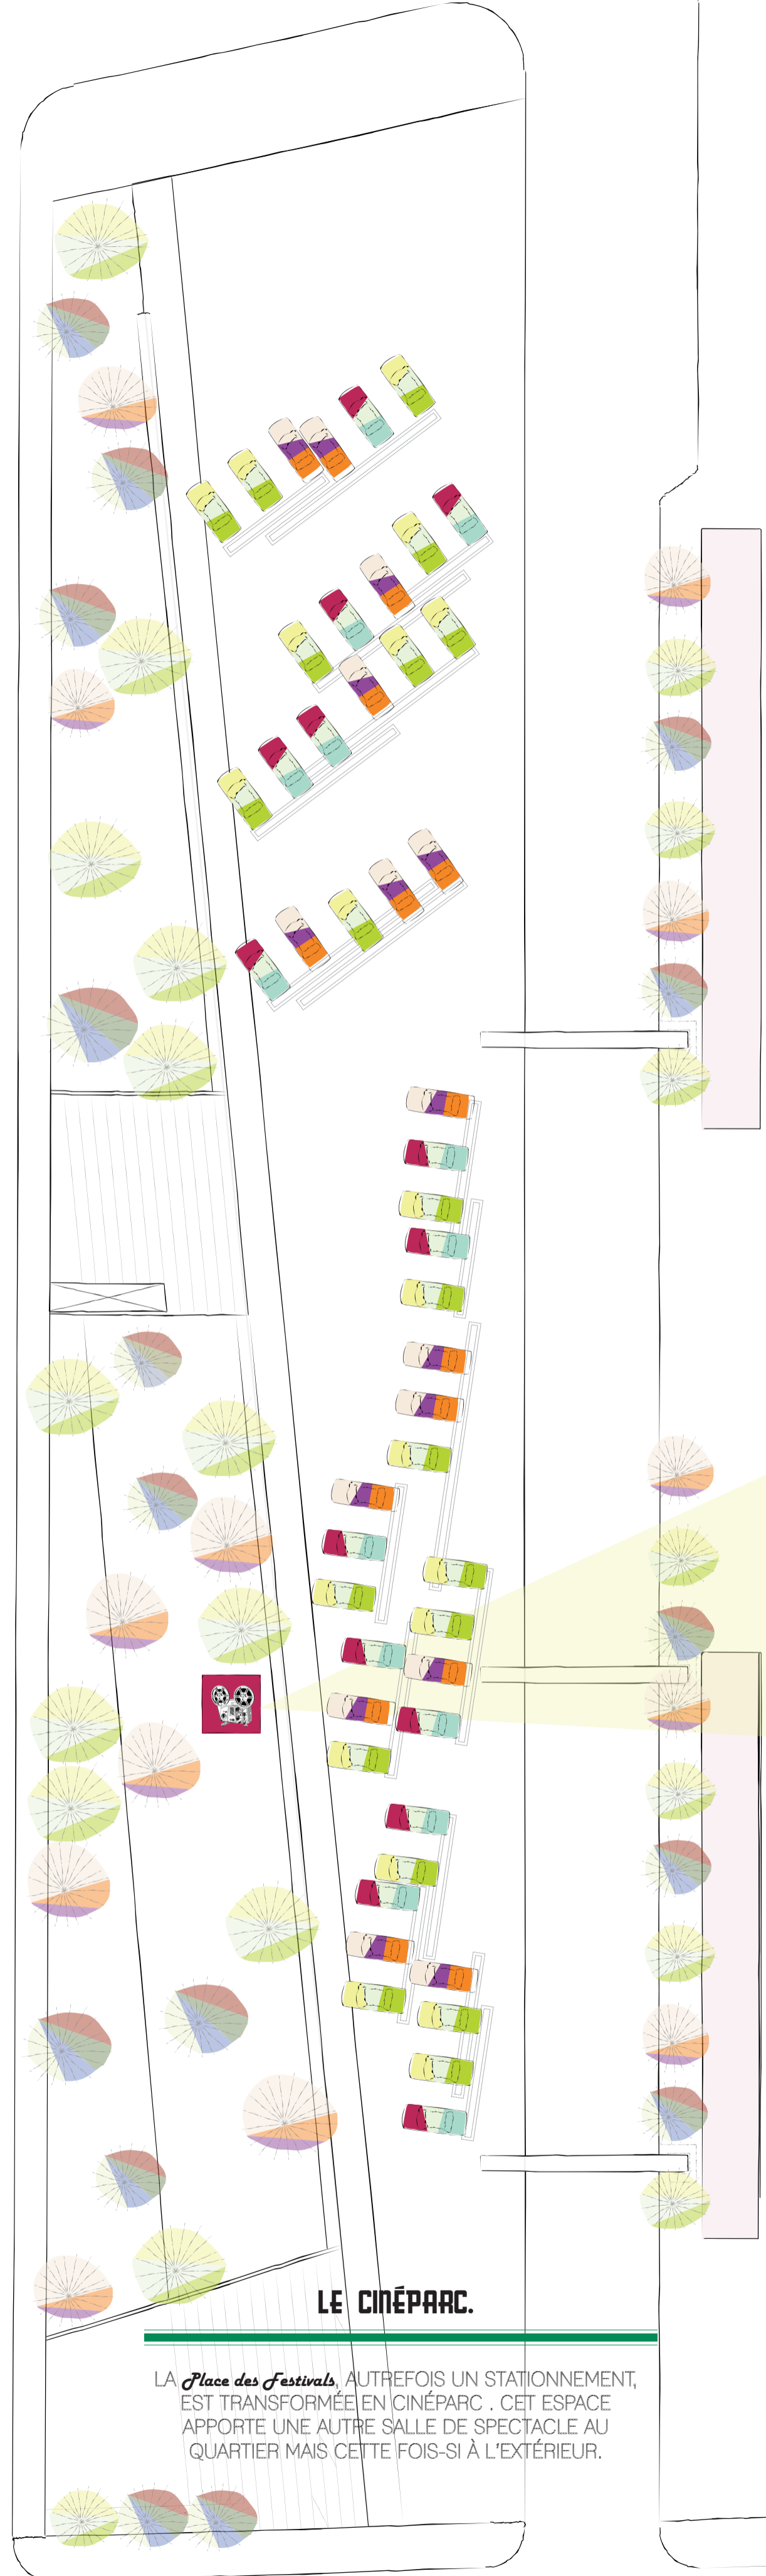 LE CINÉPARC.
LA Place des Festivals, AUTREFOIS UN STATIONNEMENT,
EST TRANSFORMÉE EN CINÉPARC . CET ESPACE
APPORTE UNE AUTRE SALLE DE SPECTACLE AU
QUARTIER MAIS CETTE FOIS-SI À L'EXTÉRIEUR.